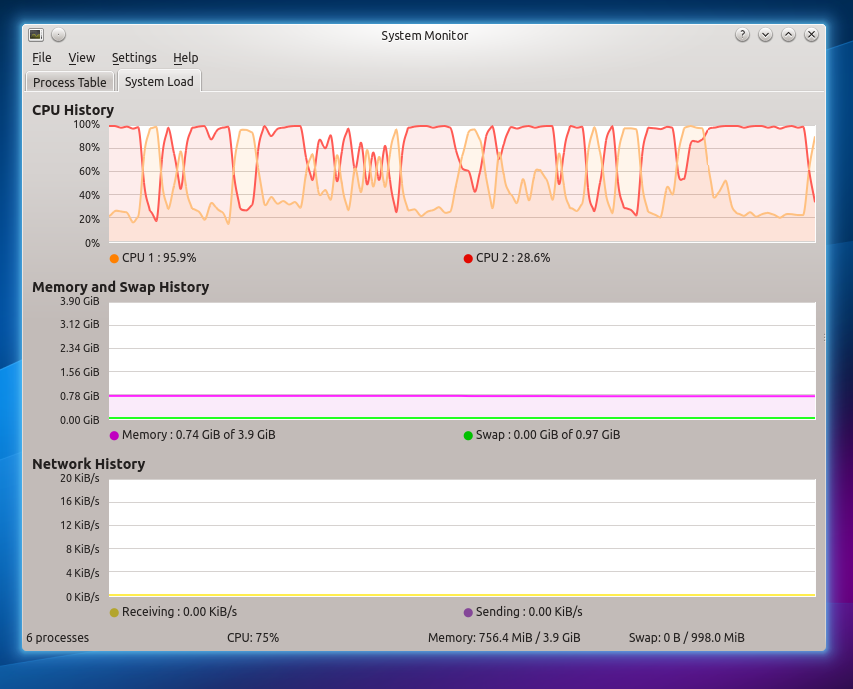 System Monitor
?
File View Settings Help
Process Table System Load
CPU History
100%
80%
60%
40%
20%
0%
CPU 1 : 95.9% CPU 2 : 28.6%
Memory and Swap History
3.90 GiB
3.12 GiB
2.34 GiB
1.56 GiB
0.78 GiB
0.00 GiB
Memory : 0.74 GiB of 3.9 GiB Swap : 0.00 GiB of 0.97 GiB
Network History
20 KiB/s
16 KiB/s
12 KiB/s
8 KiB/s
4 KiB/s
0 KiB/s
Receiving : 0.00 KiB/s Sending : 0.00 KiB/s
6 processes CPU: 75% Memory: 756.4 MiB / 3.9 GiB Swap: 0 B / 998.0 MiB